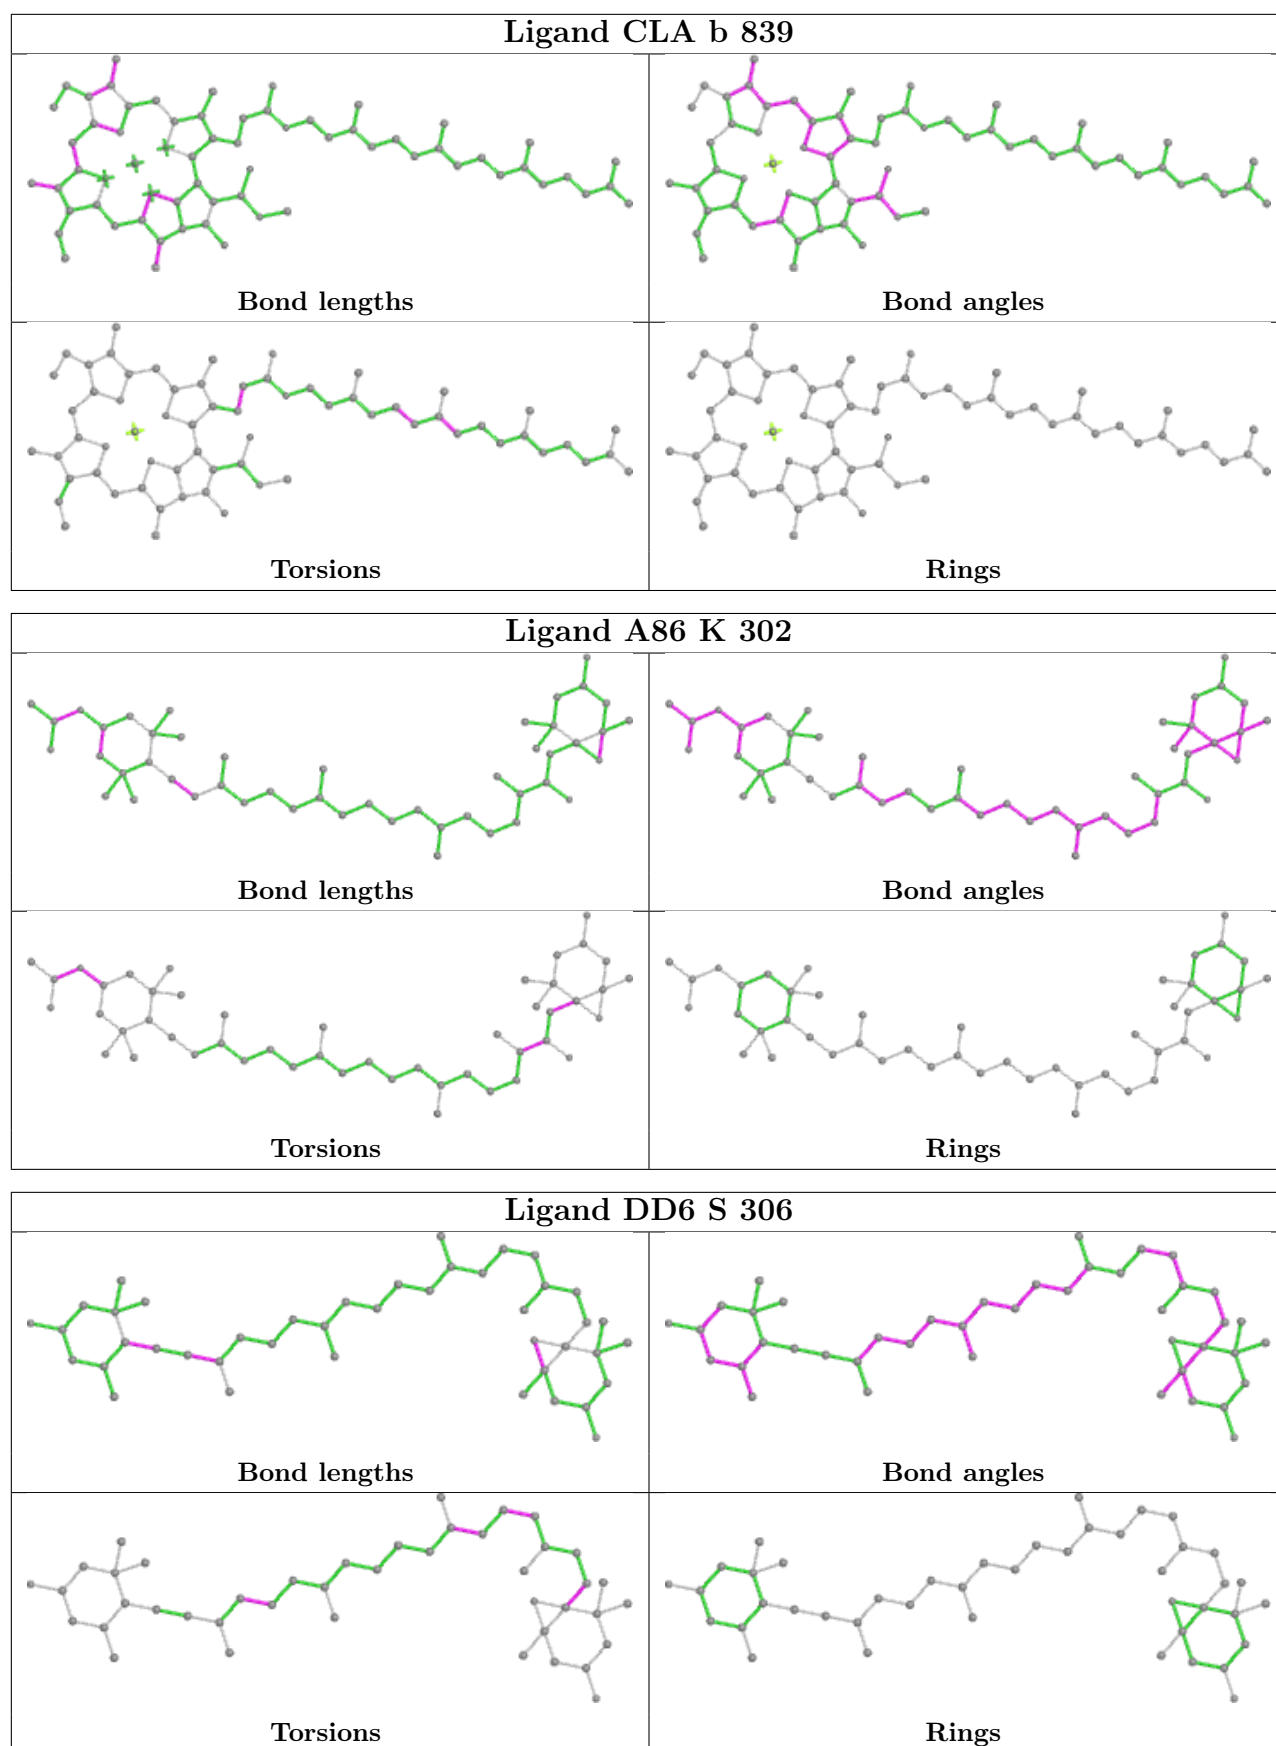 Ligand CLA b 839
Bond lengths
Bond angles
Torsions
Rings
Ligand A86 K 302
Bond lengths
Bond angles
Torsions
Rings
Ligand DD6 S 306
Bond lengths
Bond angles
Torsions
Rings